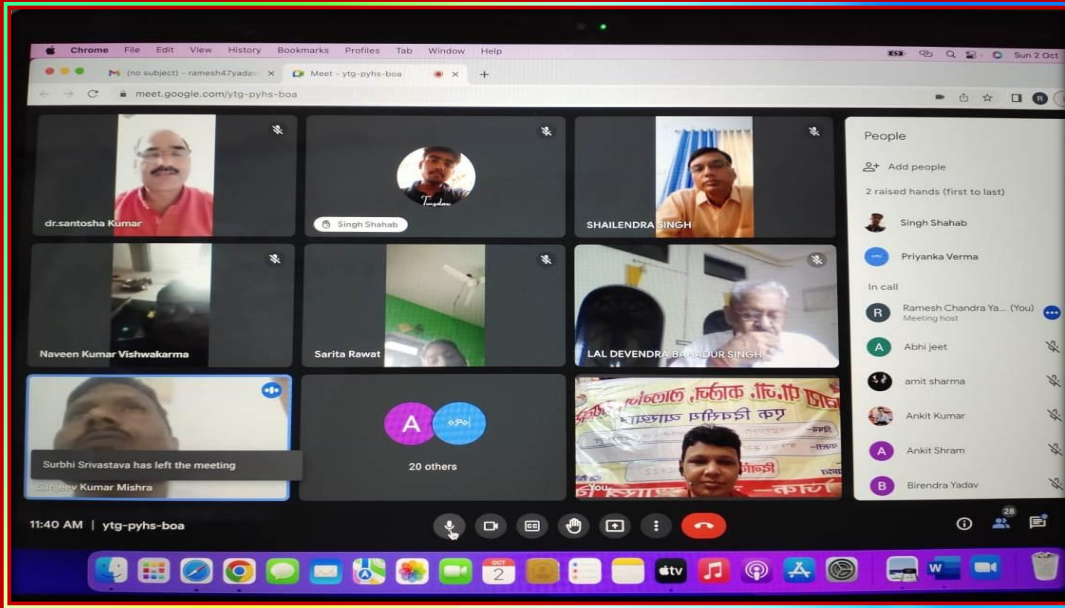 Chrome File Edit View History Bookmarks Profiles Tab Window Help
Sun 2 Oct
(no subject) - ramesh47yadav
Meet - ytg-pyhs-boa
meet.google.com/ytg-pyhs-boa
R
dr.santosha Kumar
Singh Shahab
SHAILENDRA SINGH
Naveen Kumar Vishwakarma
Sarita Rawat
LAL DEVENDRA BAHADUR SINGH
Surbhi Srivastava has left the meeting
Sanjeev Kumar Mishra
A
20 others
You
People
Add people
2 raised hands (first to last)
Singh Shahab
Priyanka Verma
In call
R Ramesh Chandra Ya... (You)
Meeting host
A Abhi jeet
amit sharma
Ankit Kumar
A Ankit Shram
B Birendra Yadav
11:40 AM | ytg-pyhs-boa
CC
28
OCT
2
tv
W